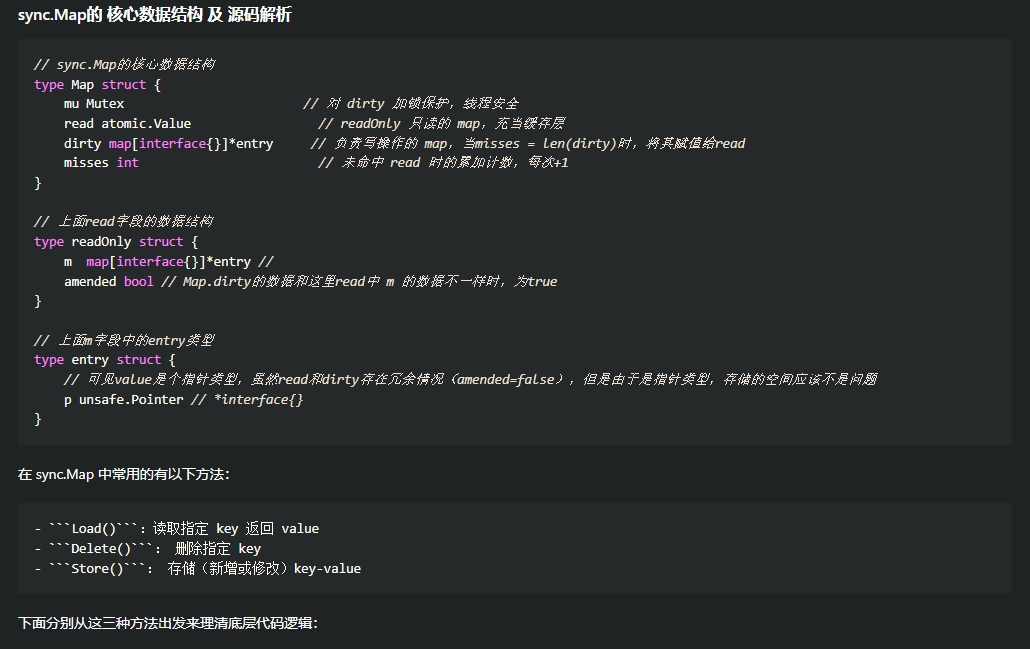 sync.Map的 核心数据结构 及 源码解析
// sync.Map的核心数据结构
type Map struct {
    mu Mutex                        // 对 dirty 加锁保护，线程安全
    read atomic.Value                 // readOnly 只读的 map，充当缓存层
    dirty map[interface{}]*entry     // 负责写操作的 map，当misses = len(dirty)时，将其赋值给read
    misses int                        // 未命中 read 时的累加计数，每次+1
}
// 上面read字段的数据结构
type readOnly struct {
    m  map[interface{}]*entry //
    amended bool // Map.dirty的数据和这里read中 m 的数据不一样时，为true
}
// 上面m字段中的entry类型
type entry struct {
    // 可见value是个指针类型，虽然read和dirty存在冗余情况（amended=false），但是由于是指针类型，存储的空间应该不是问题
    p unsafe.Pointer // *interface{}
}
在 sync.Map 中常用的有以下方法：
- ```Load()```：读取指定 key 返回 value
- ```Delete()```： 删除指定 key
- ```Store()```： 存储（新增或修改）key-value
下面分别从这三种方法出发来理清底层代码逻辑：